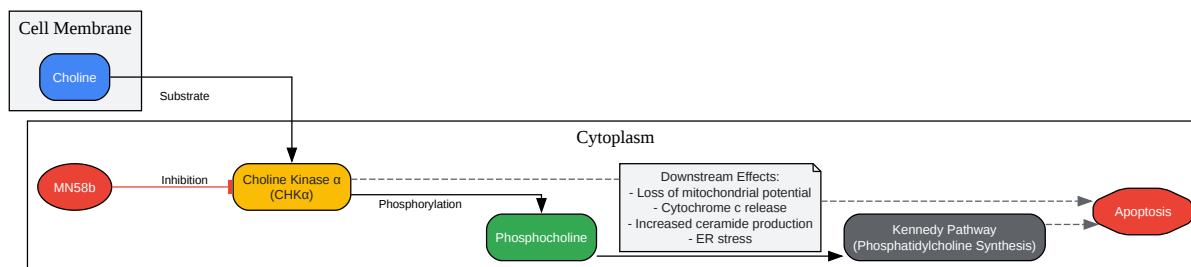 Cell Membrane
Choline
Substrate
Cytoplasm
MN58b
Inhibition
Choline Kinase α
(CHKα)
Phosphorylation
Phosphocholine
Downstream Effects:
- Loss of mitochondrial potential
- Cytochrome c release
- Increased ceramide production
- ER stress
Kennedy Pathway
(Phosphatidylcholine Synthesis)
Apoptosis